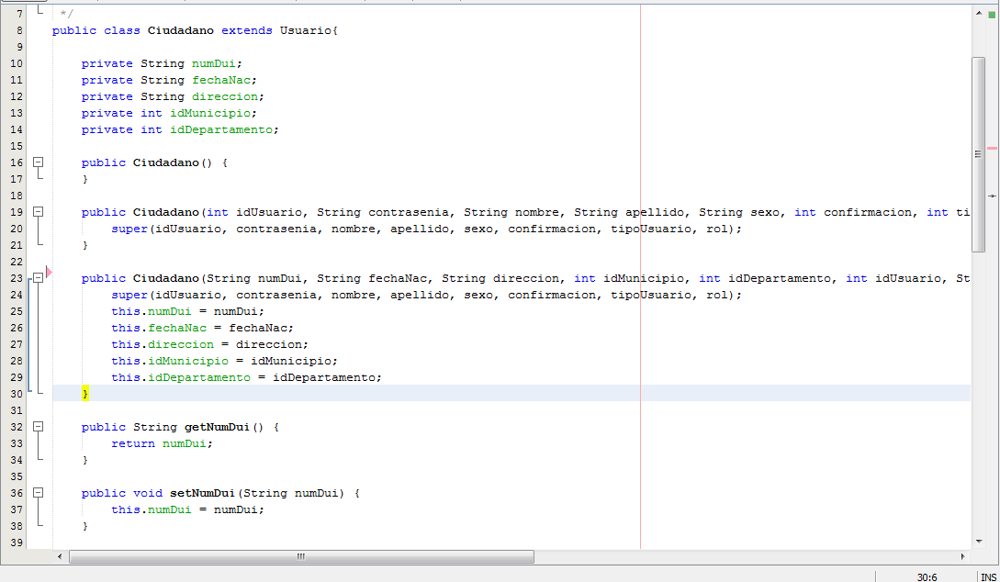 7 */
8 public class Ciudadano extends Usuario{
9
10 private String numDui;
11 private String fechaNac;
12 private String direccion;
13 private int idMunicipio;
14 private int idDepartamento;
15
16 public Ciudadano() {
17 }
18
19 public Ciudadano(int idUsuario, String contrasenia, String nombre, String apellido, String sexo, int confirmacion, int ti
20 super(idUsuario, contrasenia, nombre, apellido, sexo, confirmacion, tipoUsuario, rol);
21 }
22
23 public Ciudadano(String numDui, String fechaNac, String direccion, int idMunicipio, int idDepartamento, int idUsuario, St
24 super(idUsuario, contrasenia, nombre, apellido, sexo, confirmacion, tipoUsuario, rol);
25 this.numDui = numDui;
26 this.fechaNac = fechaNac;
27 this.direccion = direccion;
28 this.idMunicipio = idMunicipio;
29 this.idDepartamento = idDepartamento;
30 }
31
32 public String getNumDui() {
33 return numDui;
34 }
35
36 public void setNumDui(String numDui) {
37 this.numDui = numDui;
38 }
39
30:6 INS